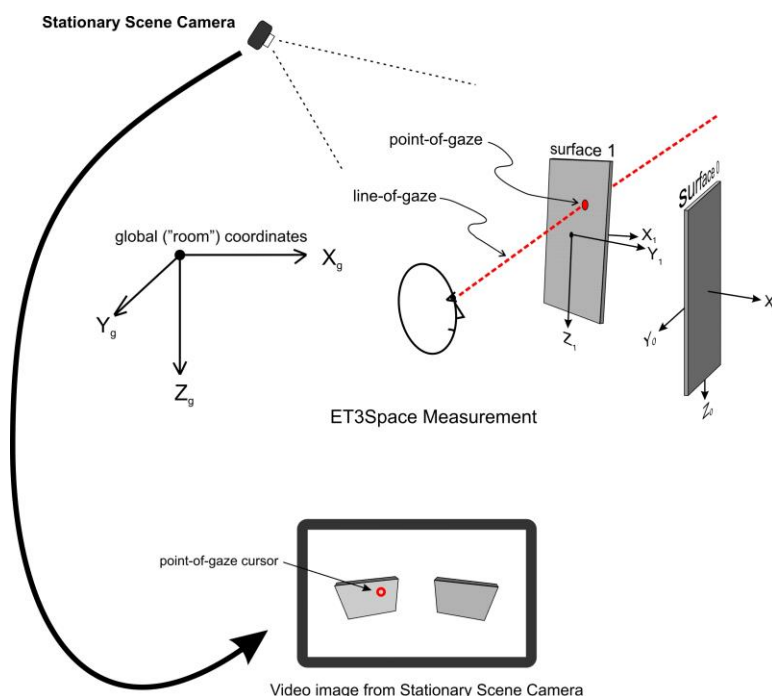 Stationary Scene Camera
point-of-gaze
surface 1
surface 0
line-of-gaze
global ("room") coordinates
Xg
Yg
Zg
X1
Y1
Z1
X
Y0
Z0
ET3Space Measurement
point-of-gaze cursor
Video image from Stationary Scene Camera